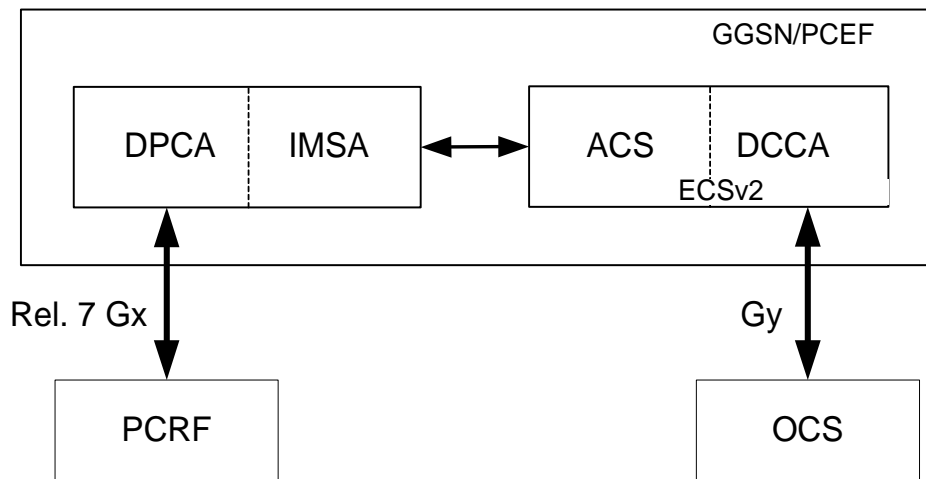 GGSN/PCEF
DPCA IMSA ACS DCCA
ECSv2
Rel. 7 Gx Gy
PCRF OCS